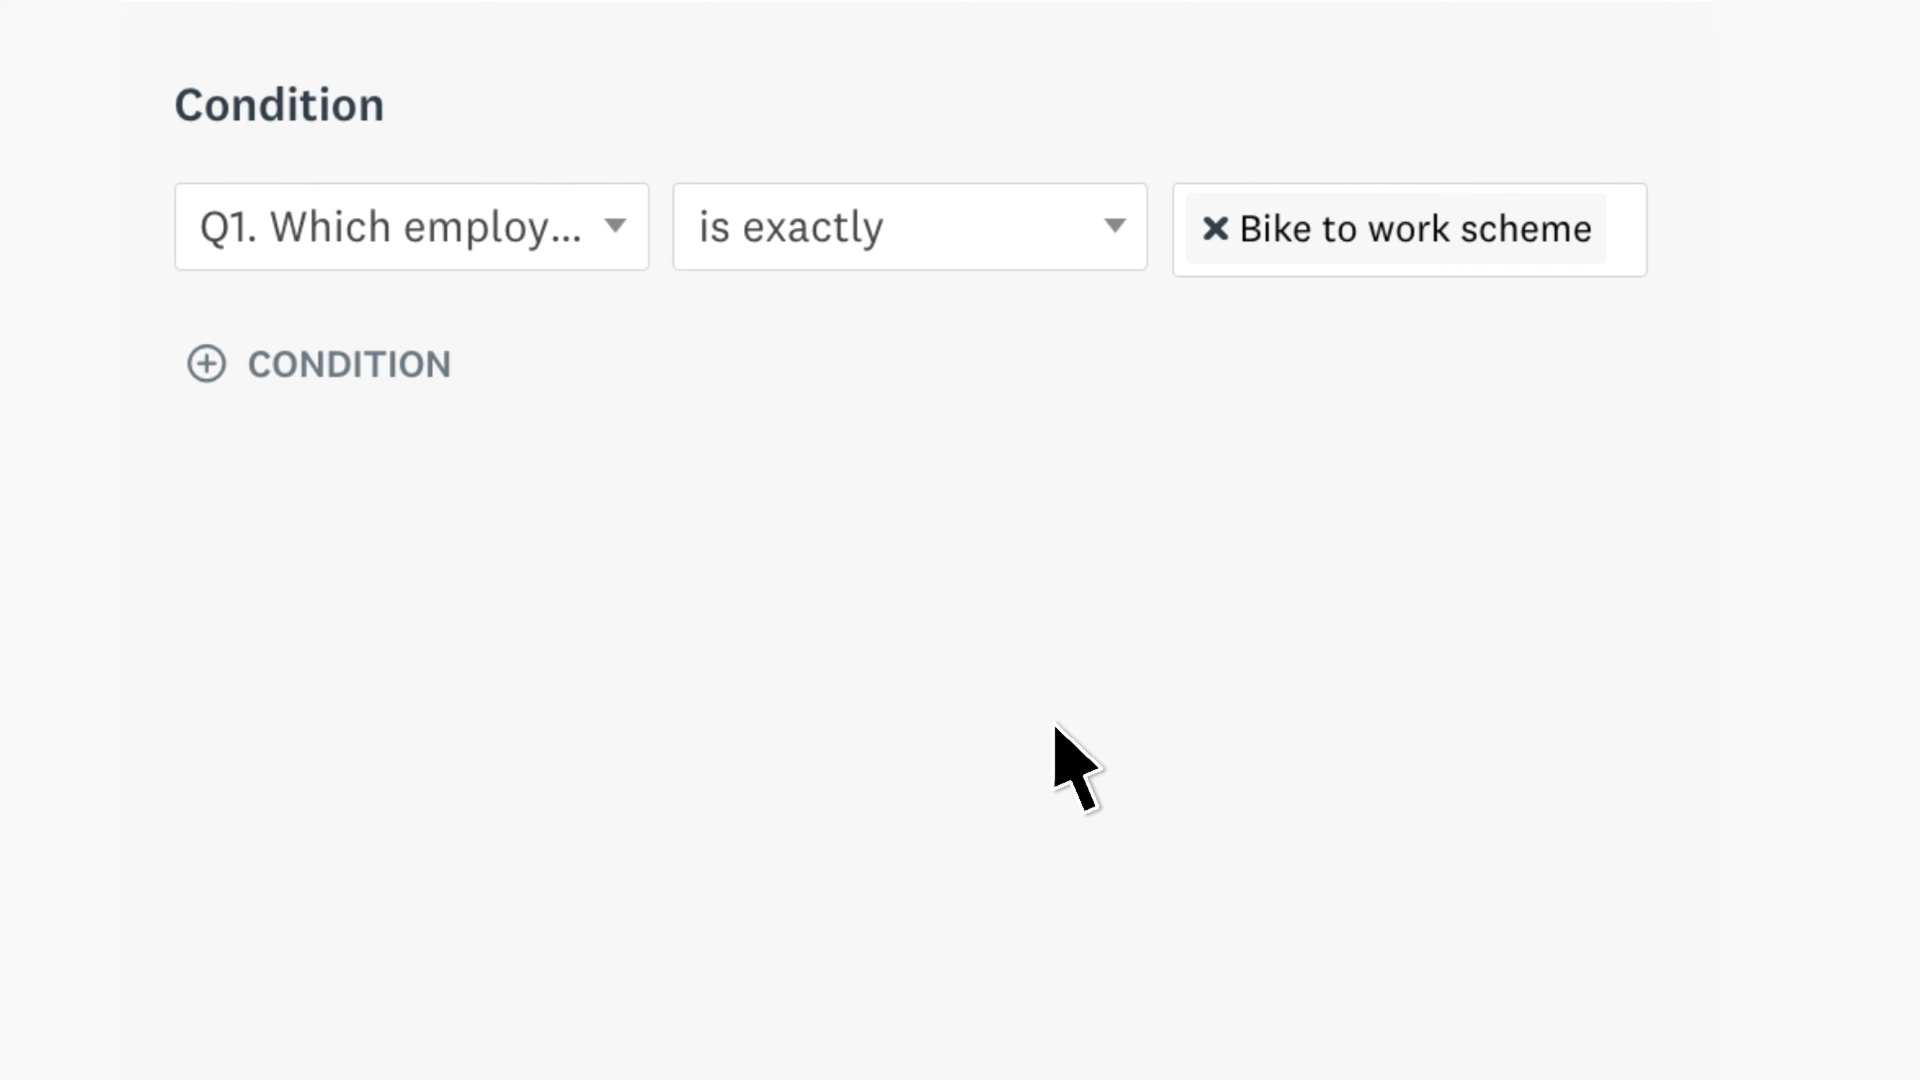 Condition
Q1. Which employ... is exactly Bike to work scheme
CONDITION